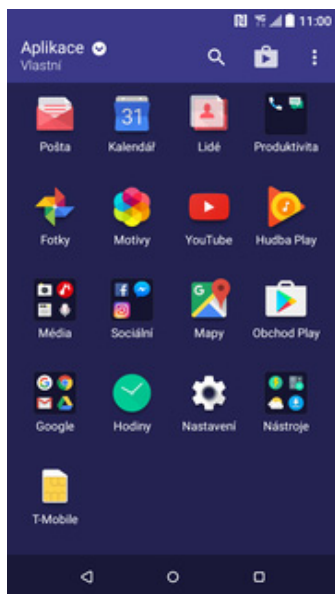 11:00
Aplikace
Vlastní
31
Pošta
Kalendář
Lidé
Produktivita
Fotky
Motivy
YouTube
Hudba Play
Média
Sociální
Mapy
Obchod Play
Google
Hodiny
Nastavení
Nástroje
T-Mobile